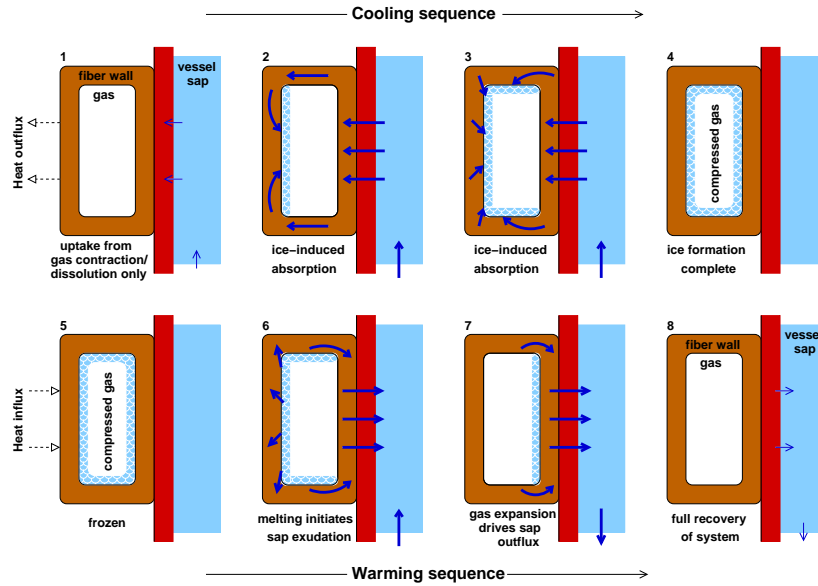 Cooling sequence
1
2
3
4
fiber wall
gas
vessel
sap
compressed gas
Heat outflux
uptake from
gas contraction/
dissolution only
ice−induced
absorption
ice−induced
absorption
ice formation
complete
5
6
7
8
fiber wall
gas
vessel
sap
compressed gas
Heat influx
frozen
melting initiates
sap exudation
gas expansion
drives sap
outflux
full recovery
of system
Warming sequence